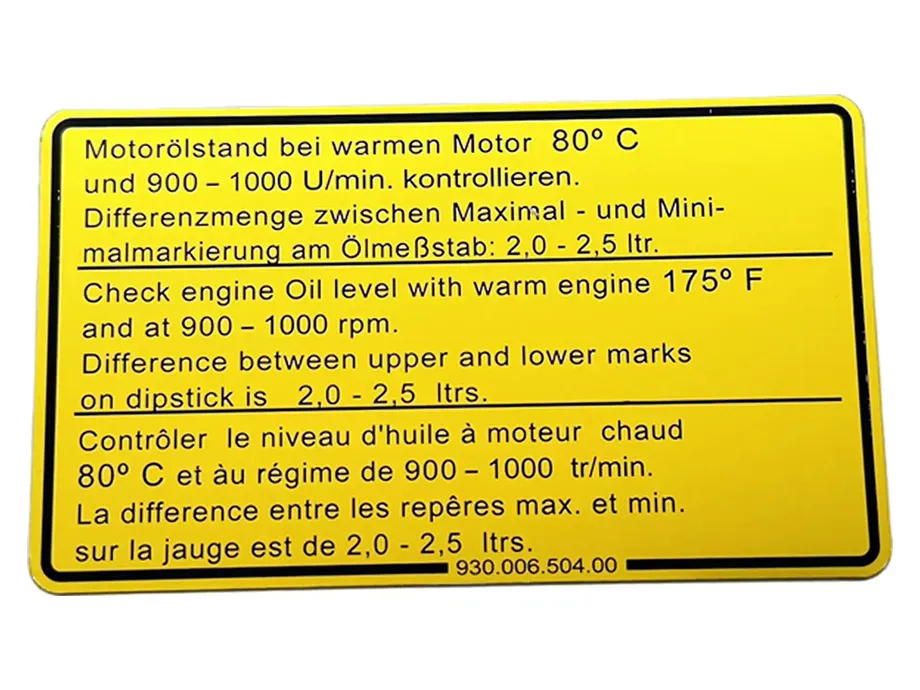 Motorölstand bei warmen Motor 80º C
und 900 – 1000 U/min. kontrollieren.
Differenzmenge zwischen Maximal - und Mini-
malmarkierung am Ölmeßstab: 2,0 - 2,5 ltr.
Check engine Oil level with warm engine 175º F
and at 900 – 1000 rpm.
Difference between upper and lower marks
on dipstick is 2,0 - 2,5 ltrs.
Contrôler le niveau d'huile à moteur chaud
80º C et àu régime de 900 – 1000 tr/min.
La difference entre les repêres max. et min.
sur la jauge est de 2,0 - 2,5 ltrs.
930.006.504.00